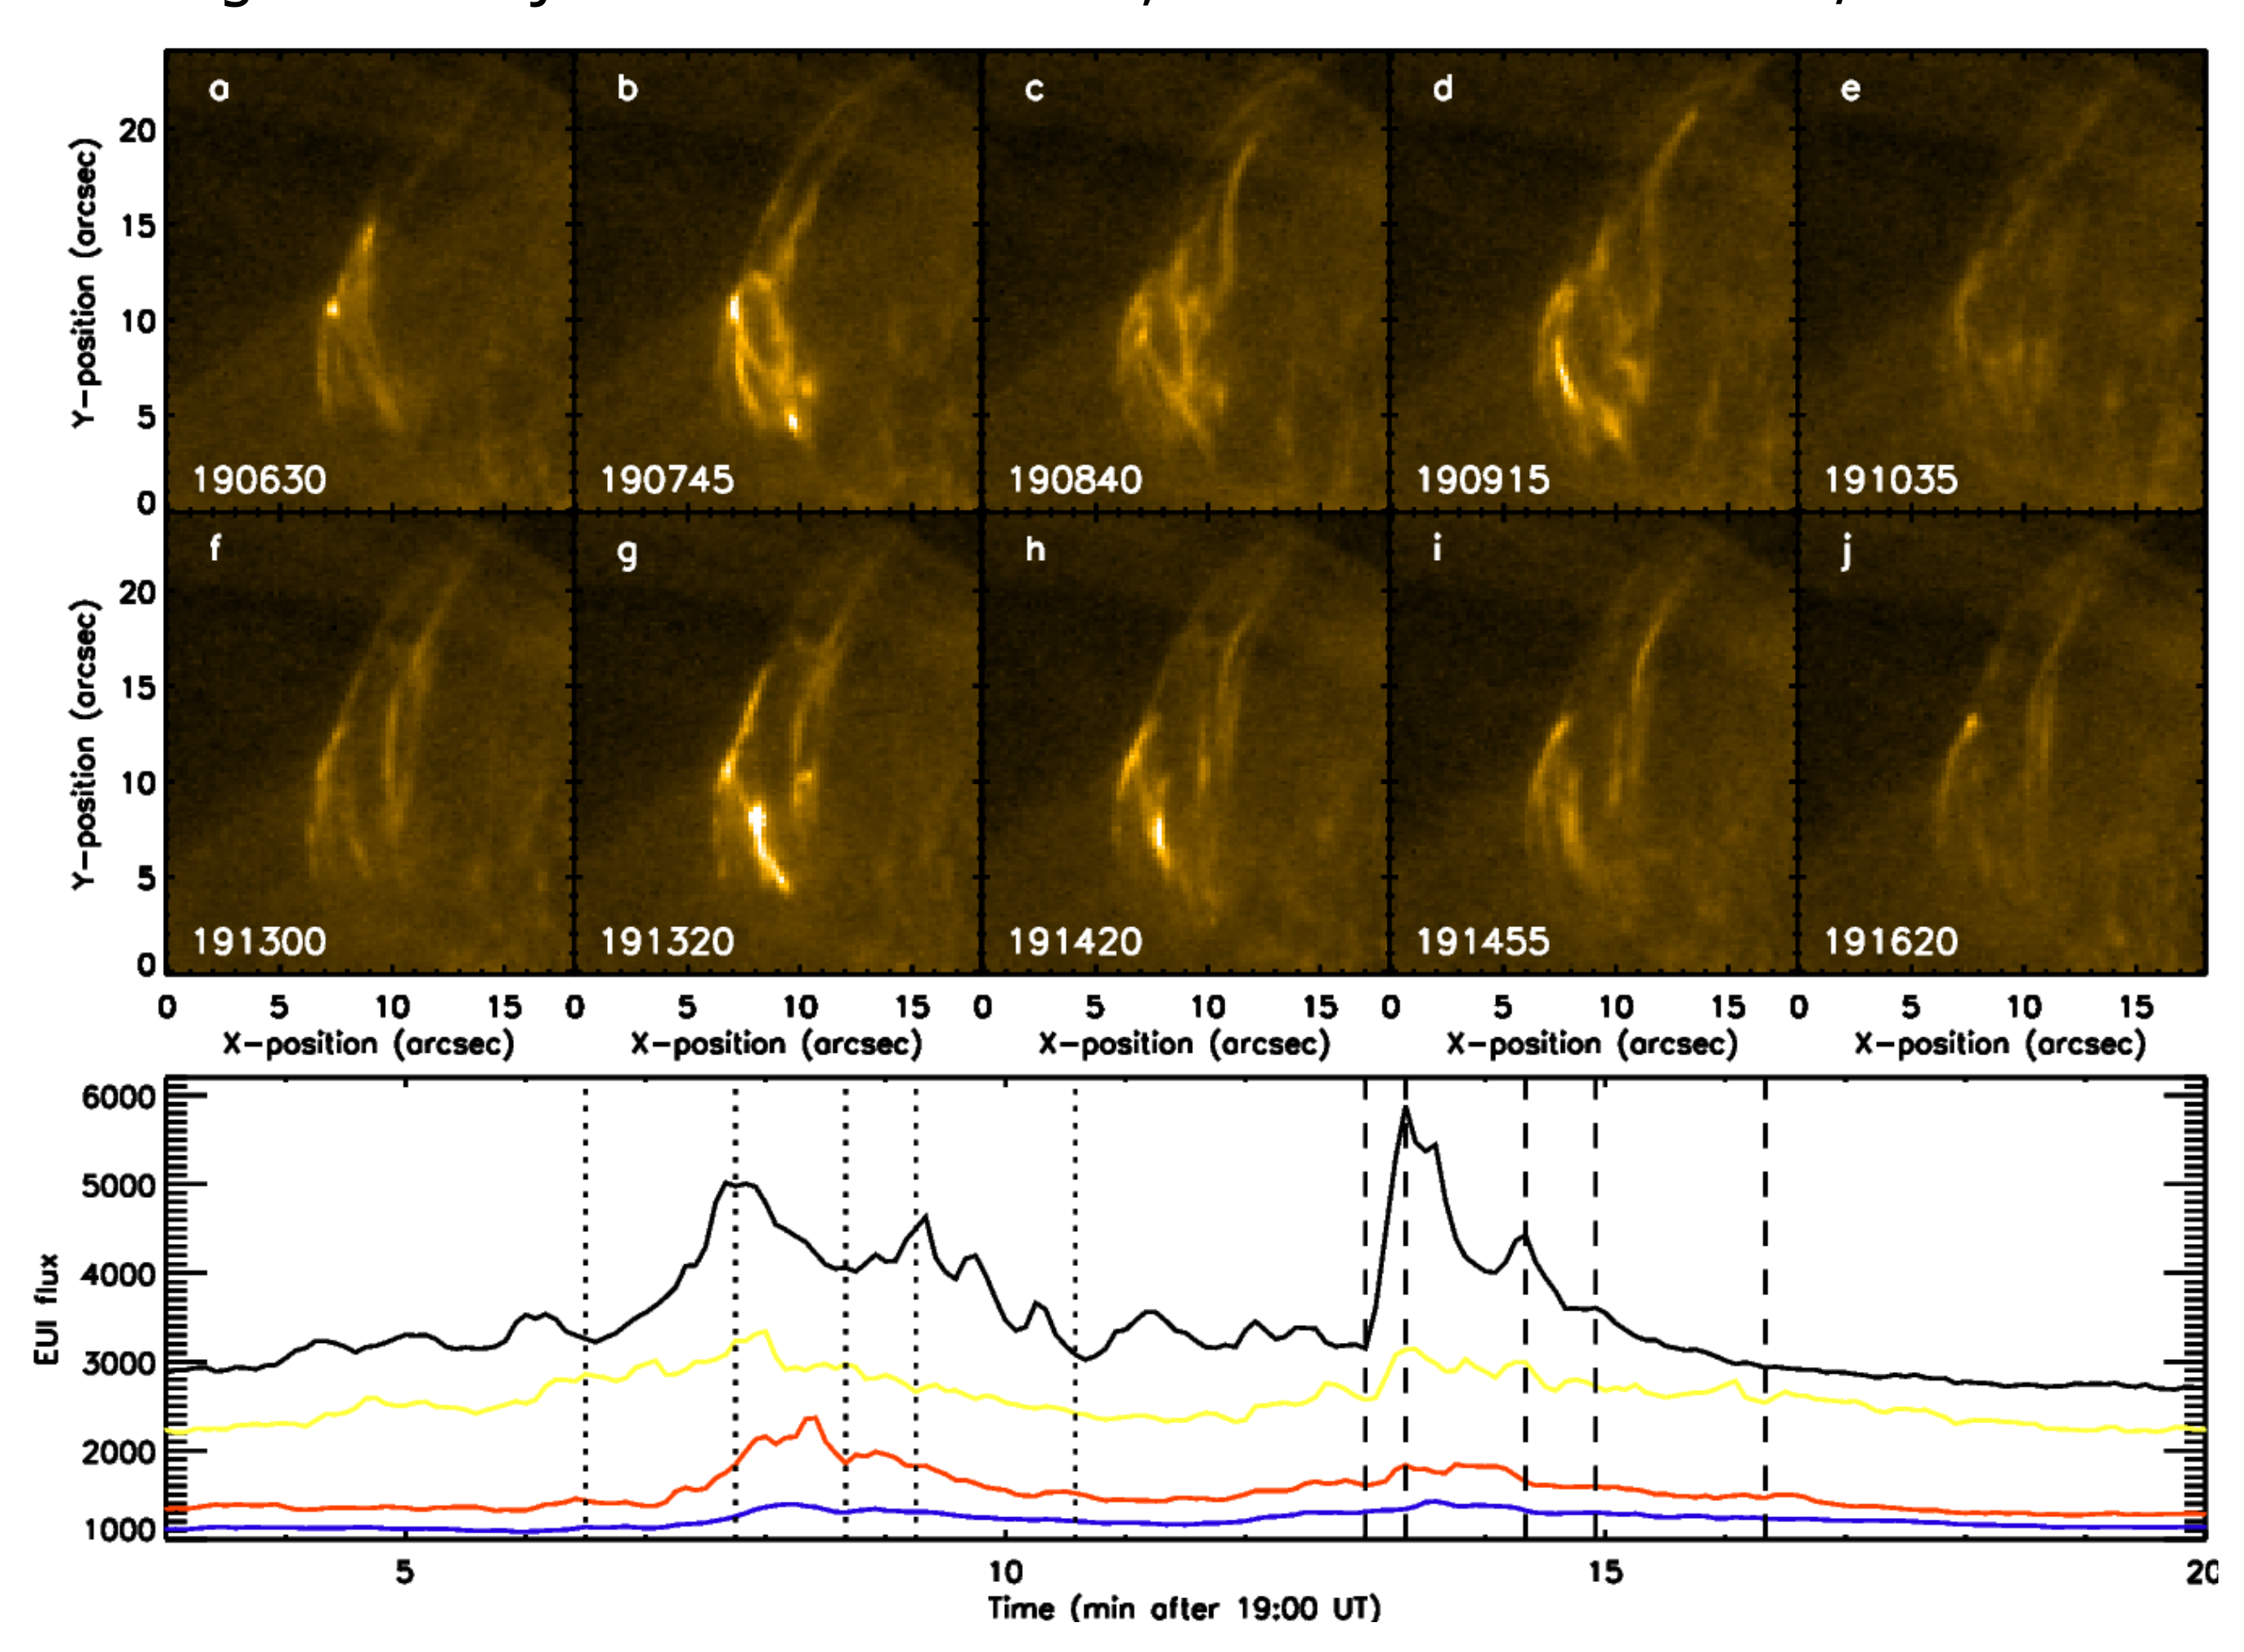 a b c d e
Y-position (arcsec)
20
15
10
5
0
190630 190745 190840 190915 191035
f g h i j
Y-position (arcsec)
20
15
10
5
0
191300 191320 191420 191455 191620
0 5 10 15 0 5 10 15 0 5 10 15 0 5 10 15 0 5 10 15
X-position (arcsec) X-position (arcsec) X-position (arcsec) X-position (arcsec) X-position (arcsec)
EUI flux
6000
5000
4000
3000
2000
1000
5 10 15 20
Time (min after 19:00 UT)